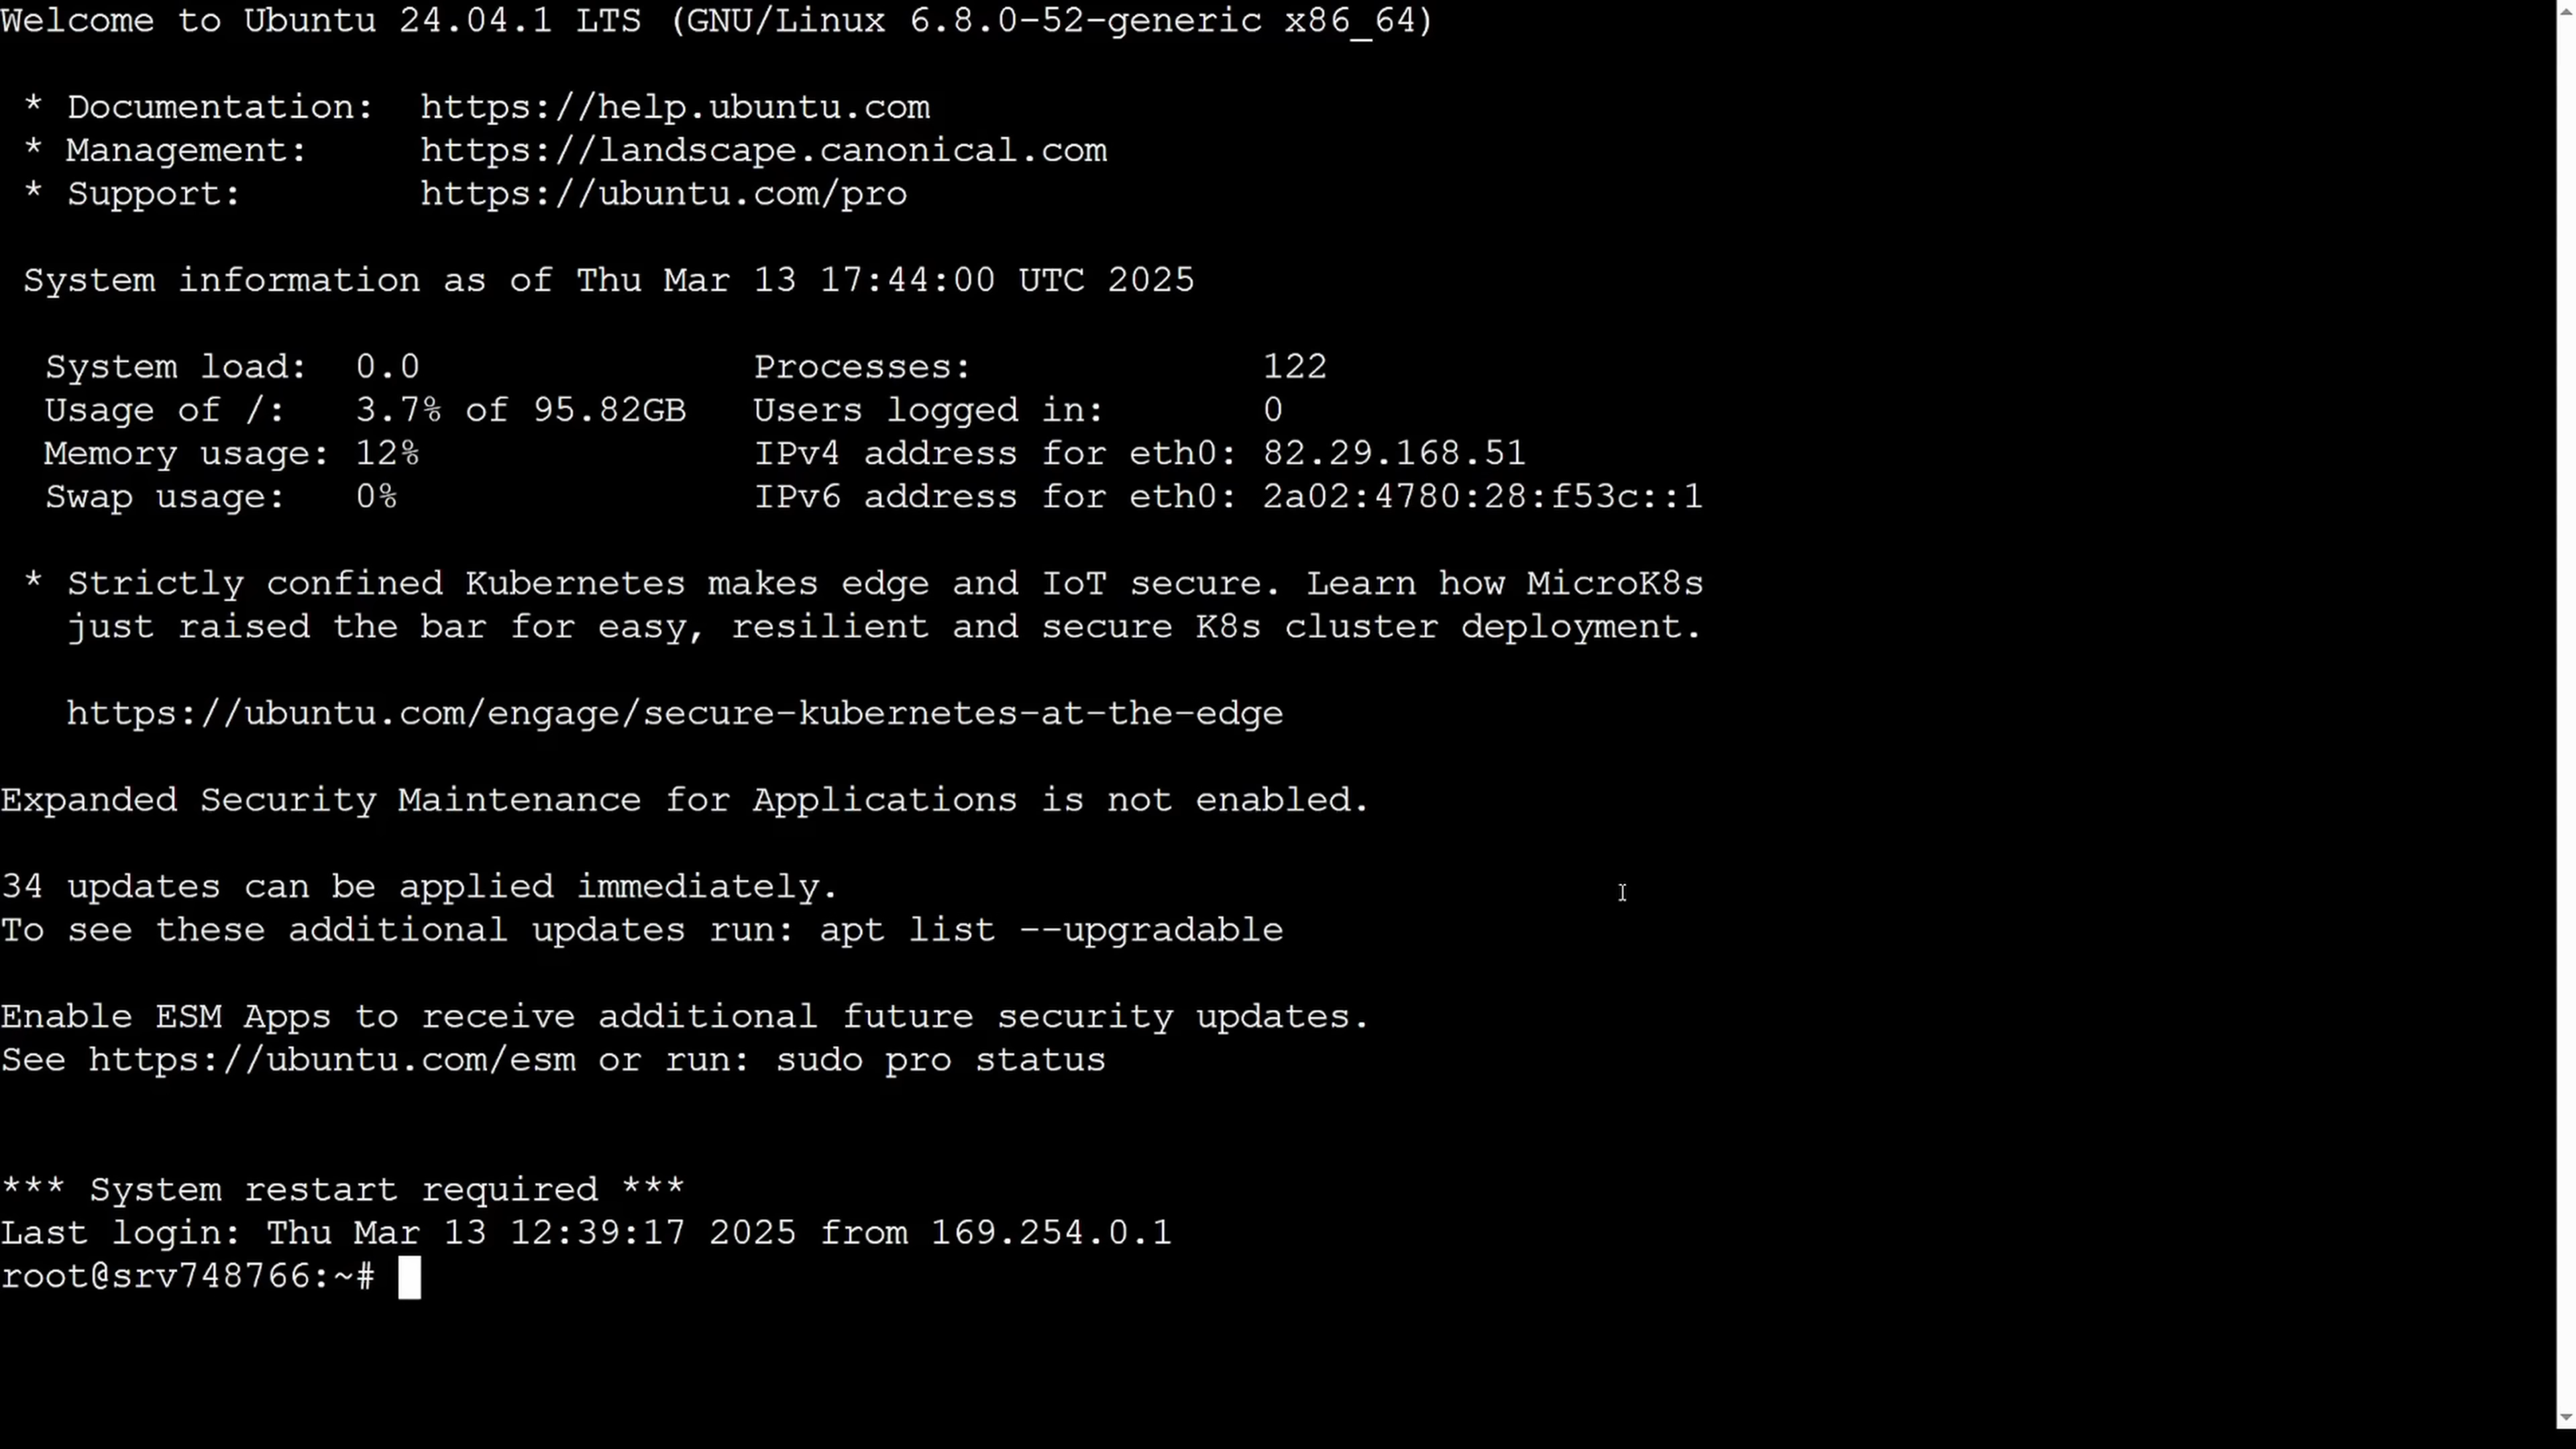 Welcome to Ubuntu 24.04.1 LTS (GNU/Linux 6.8.0-52-generic x86_64)
* Documentation:  https://help.ubuntu.com
* Management:     https://landscape.canonical.com
* Support:        https://ubuntu.com/pro
System information as of Thu Mar 13 17:44:00 UTC 2025
System load:  0.0               Processes:             122
Usage of /:   3.7% of 95.82GB   Users logged in:       0
Memory usage: 12%               IPv4 address for eth0: 82.29.168.51
Swap usage:   0%                IPv6 address for eth0: 2a02:4780:28:f53c::1
* Strictly confined Kubernetes makes edge and IoT secure. Learn how MicroK8s
just raised the bar for easy, resilient and secure K8s cluster deployment.
https://ubuntu.com/engage/secure-kubernetes-at-the-edge
Expanded Security Maintenance for Applications is not enabled.
34 updates can be applied immediately.
To see these additional updates run: apt list --upgradable
Enable ESM Apps to receive additional future security updates.
See https://ubuntu.com/esm or run: sudo pro status
*** System restart required ***
Last login: Thu Mar 13 12:39:17 2025 from 169.254.0.1
root@srv748766:~#